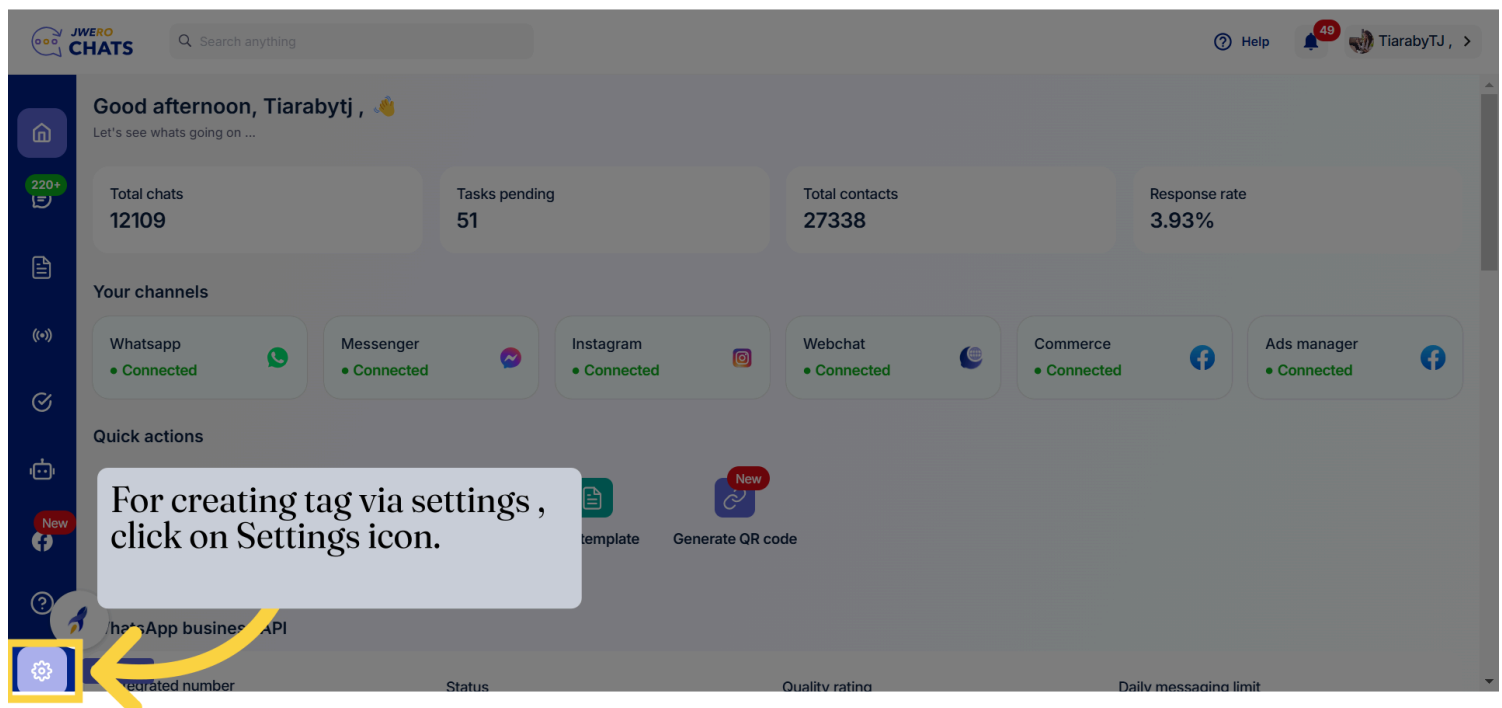 JWERO
CHATS
Search anything
Help
49
TiarabyTJ ,
Good afternoon, Tiarabytj , 👋
Let's see whats going on ...
220+
Total chats
12109
Tasks pending
51
Total contacts
27338
Response rate
3.93%
Your channels
Whatsapp
• Connected
Messenger
• Connected
Instagram
• Connected
Webchat
• Connected
Commerce
• Connected
Ads manager
• Connected
Quick actions
New
template
Generate QR code
New
For creating tag via settings ,
click on Settings icon.
hatsApp business API
egrated number
Status
Quality rating
Daily messaging limit